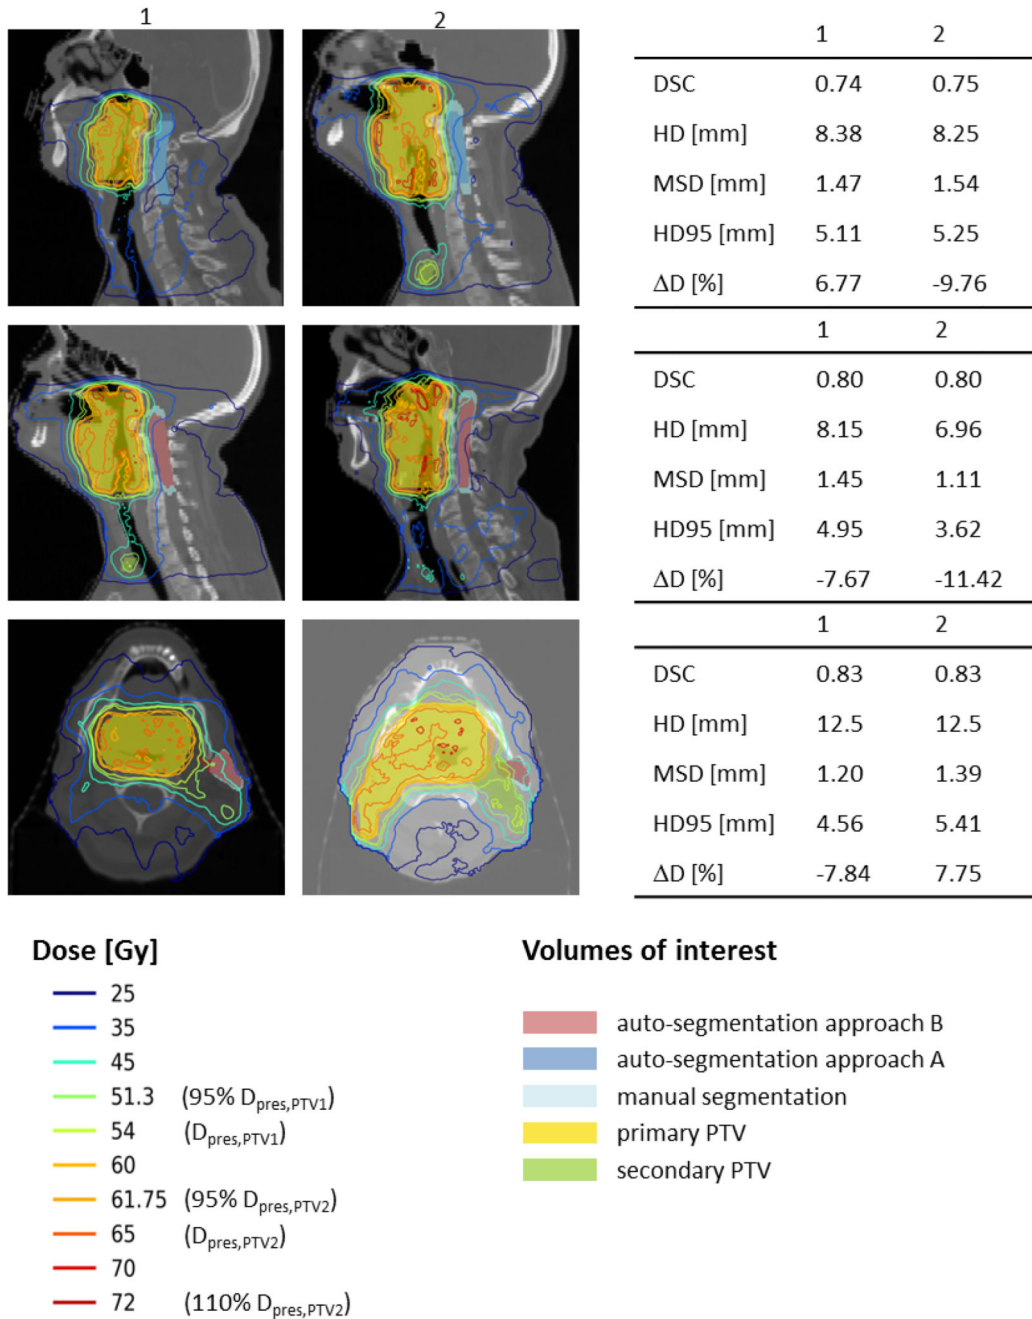 1 2
1 2
DSC 0.74 0.75
HD [mm] 8.38 8.25
MSD [mm] 1.47 1.54
HD95 [mm] 5.11 5.25
ΔD [%] 6.77 -9.76
1 2
DSC 0.80 0.80
HD [mm] 8.15 6.96
MSD [mm] 1.45 1.11
HD95 [mm] 4.95 3.62
ΔD [%] -7.67 -11.42
1 2
DSC 0.83 0.83
HD [mm] 12.5 12.5
MSD [mm] 1.20 1.39
HD95 [mm] 4.56 5.41
ΔD [%] -7.84 7.75
Dose [Gy]
25
35
45
51.3 (95% Dpres,PTV1)
54 (Dpres,PTV1)
60
61.75 (95% Dpres,PTV2)
65 (Dpres,PTV2)
70
72 (110% Dpres,PTV2)
Volumes of interest
auto-segmentation approach B
auto-segmentation approach A
manual segmentation
primary PTV
secondary PTV